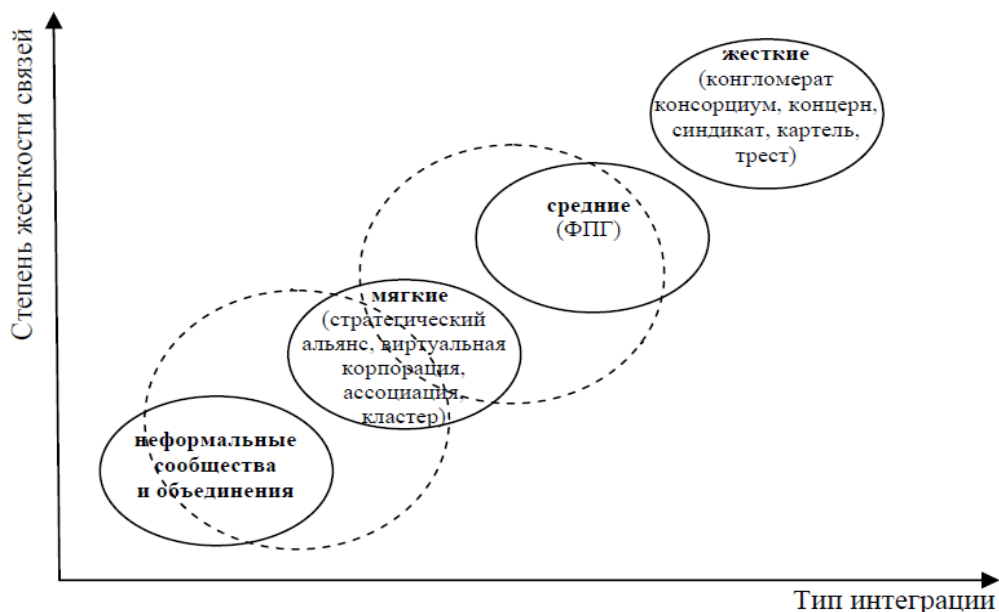 Степень жесткости связей
жесткие
(конгломерат
консорциум, концерн,
синдикат, картель,
трест)
средние
(ФПГ)
мягкие
(стратегический
альянс, виртуальная
корпорация,
ассоциация,
кластер)
неформальные
сообщества
и объединения
Тип интеграции